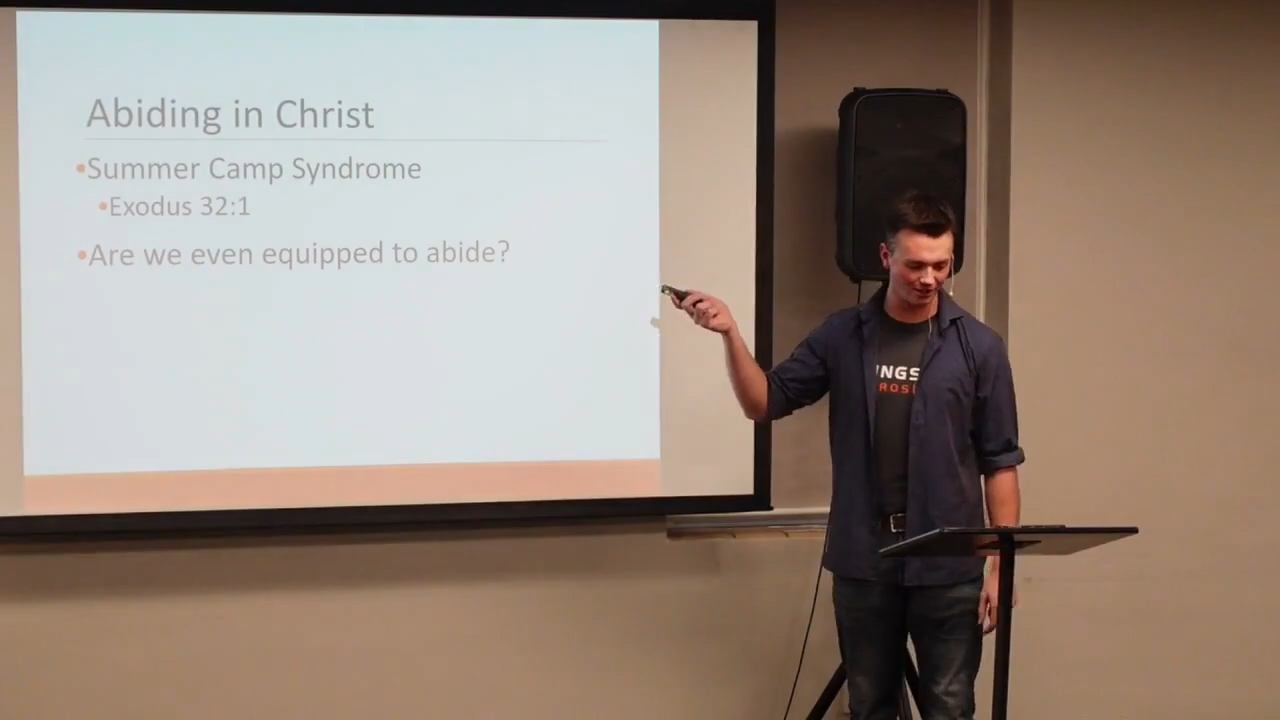 Abiding in Christ
•Summer Camp Syndrome
•Exodus 32:1
•Are we even equipped to abide?